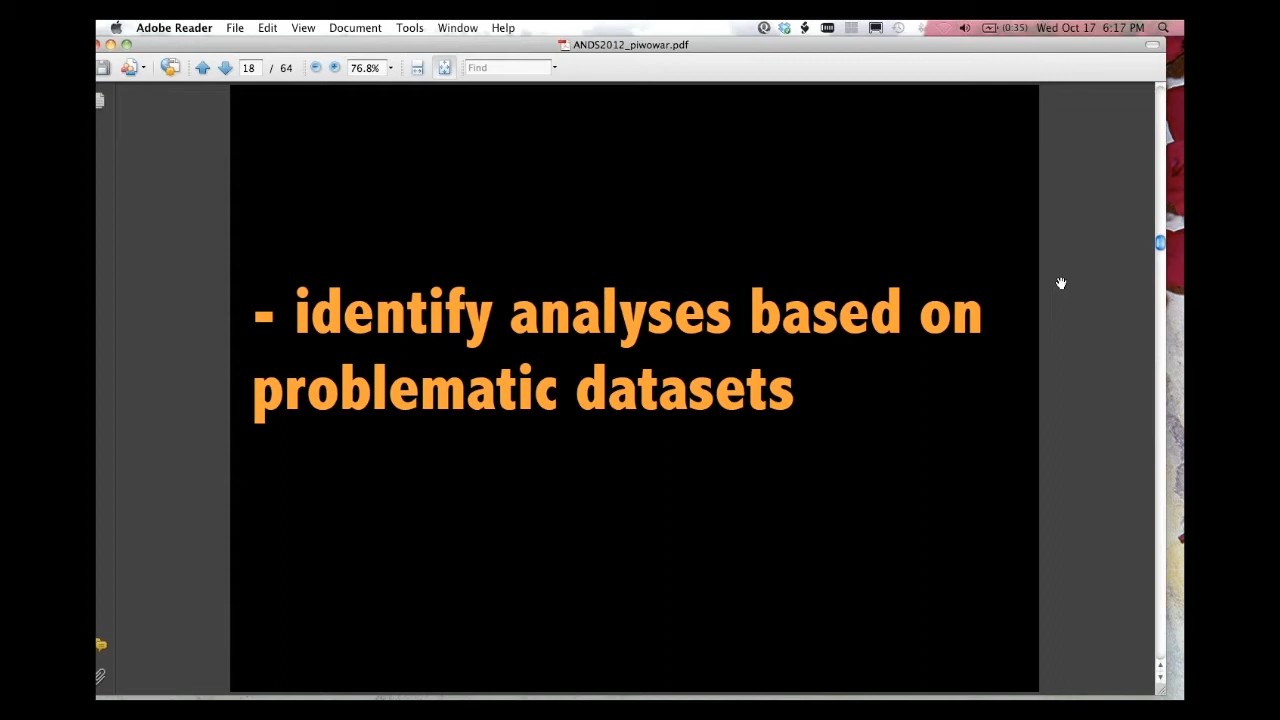 Adobe Reader File Edit View Document Tools Window Help (0:35) Wed Oct 17 6:17 PM
ANDS2012_piwowar.pdf
18 / 64 76.8% Find
- identify analyses based on
problematic datasets